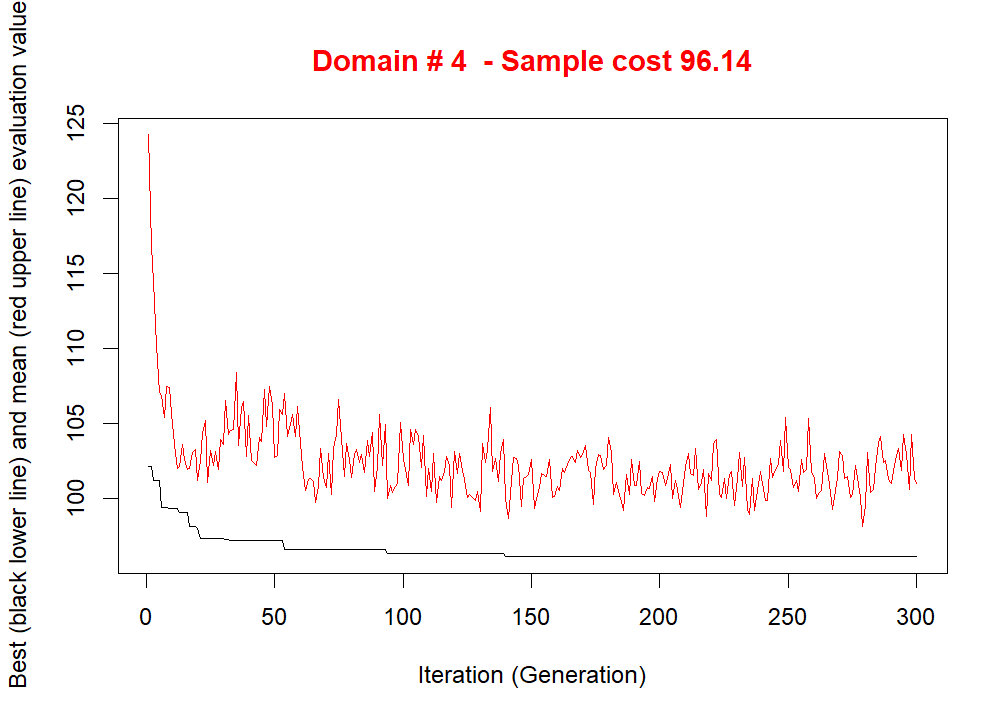 Domain # 4  - Sample cost 96.14
Best (black lower line) and mean (red upper line) evaluation value
125
120
115
110
105
100
0 50 100 150 200 250 300
Iteration (Generation)